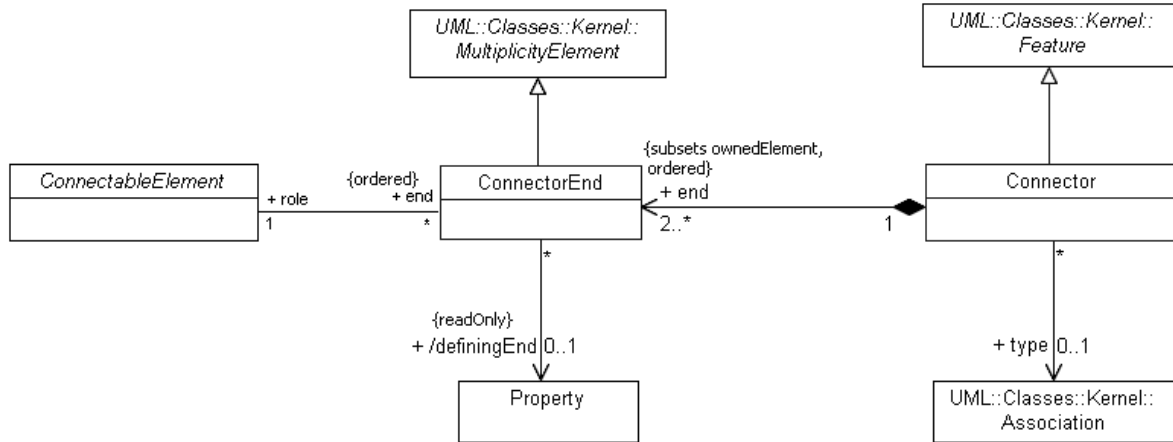 UML::Classes::Kernel::
MultiplicityElement
UML::Classes::Kernel::
Feature
ConnectableElement
+ role
1
{ordered}
+ end
*
ConnectorEnd
{subsets ownedElement,
ordered}
+ end
2..*
1
Connector
*
{readOnly}
+ /definingEnd
0..1
Property
*
+ type
0..1
UML::Classes::Kernel::
Association